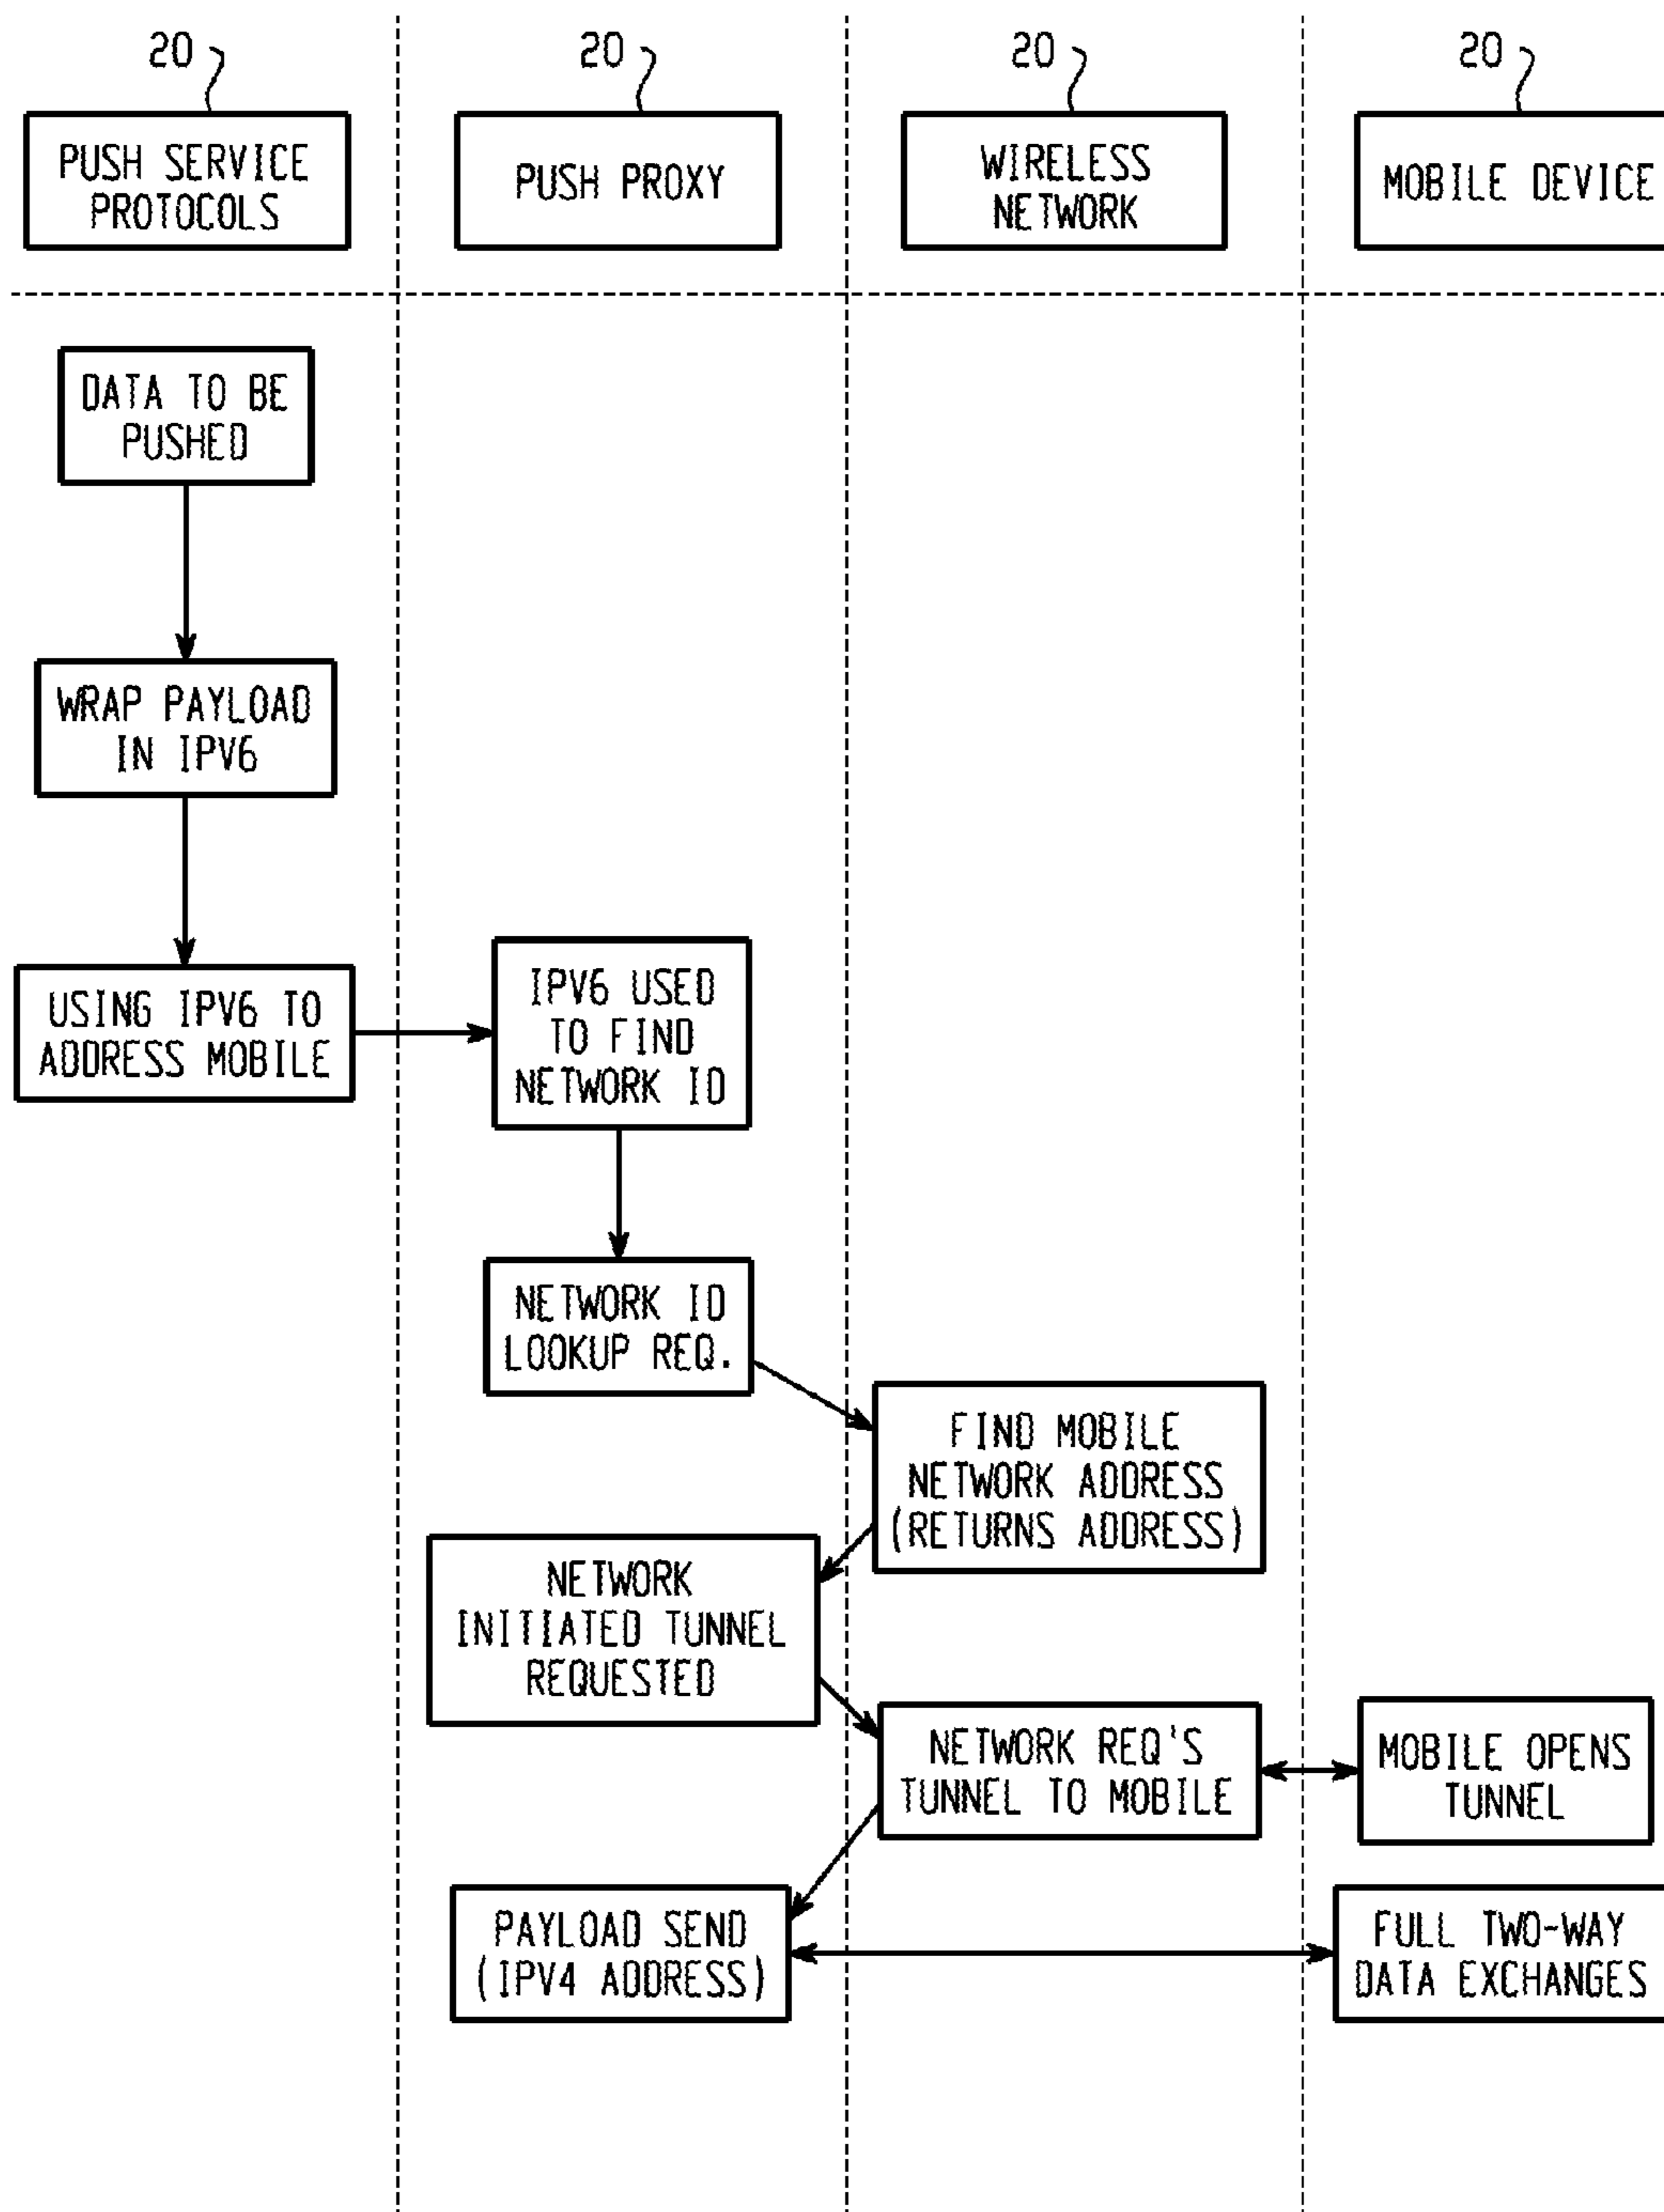 20
20
20
20
PUSH SERVICE
PROTOCOLS
PUSH PROXY
WIRELESS
NETWORK
MOBILE DEVICE
DATA TO BE
PUSHED
WRAP PAYLOAD
IN IPV6
USING IPV6 TO
ADDRESS MOBILE
IPV6 USED
TO FIND
NETWORK ID
NETWORK ID
LOOKUP REQ.
FIND MOBILE
NETWORK ADDRESS
(RETURNS ADDRESS)
NETWORK
INITIATED TUNNEL
REQUESTED
NETWORK REQ'S
TUNNEL TO MOBILE
MOBILE OPENS
TUNNEL
PAYLOAD SEND
(IPV4 ADDRESS)
FULL TWO-WAY
DATA EXCHANGES